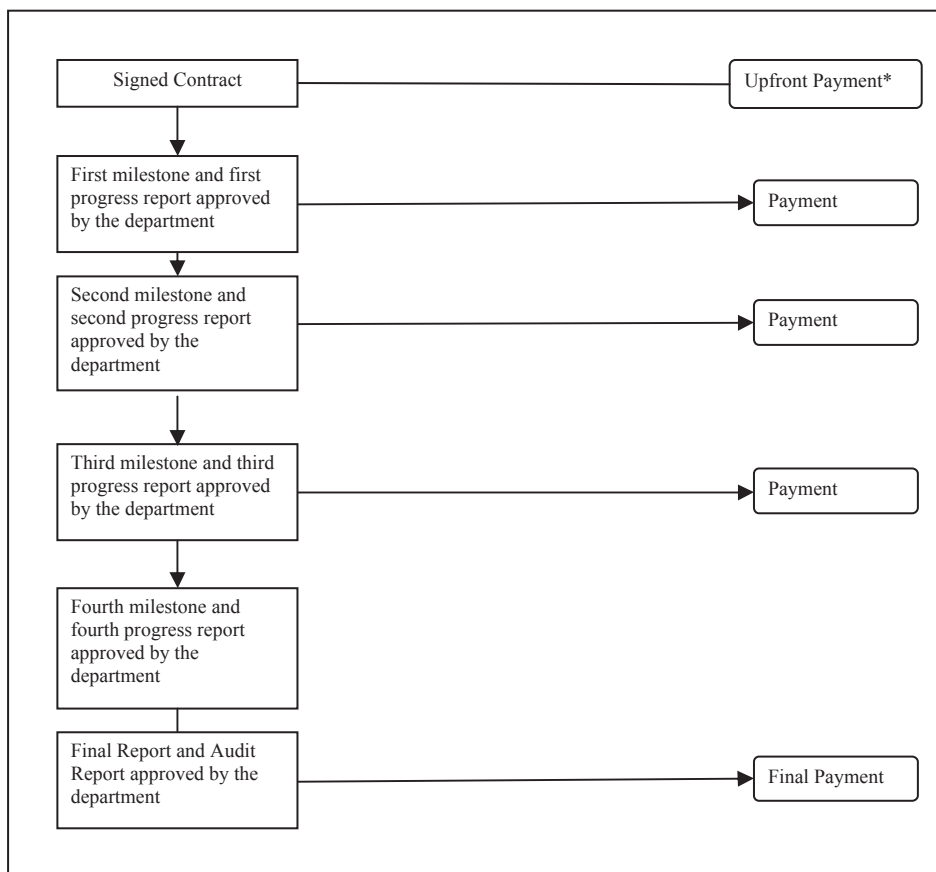 Signed Contract
Upfront Payment*
First milestone and first
progress report approved
by the department
Payment
Second milestone and
second progress report
approved by the
department
Payment
Third milestone and third
progress report approved
by the department
Payment
Fourth milestone and
fourth progress report
approved by the
department
Final Report and Audit
Report approved by the
department
Final Payment